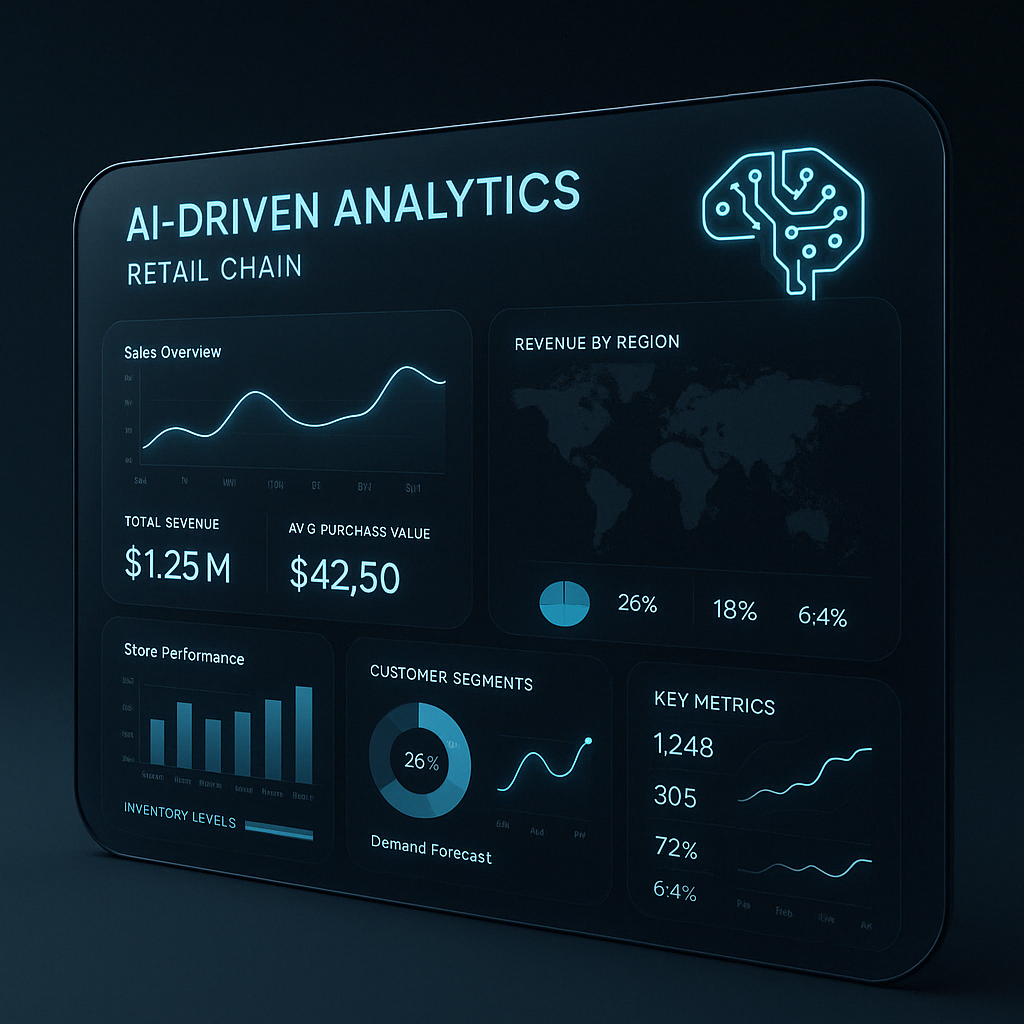 AI-DRIVEN ANALYTICS
RETAIL CHAIN
Sales Overview
TOTAL SEVENUE
$1.25 M
AV G PURCHASS VALUE
$42,50
REVENUE BY REGION
26%
18%
6:4%
Store Performance
INVENTORY LEVELS
CUSTOMER SEGMENTS
26%
Demand Forecast
KEY METRICS
1,248
305
72%
6:4%